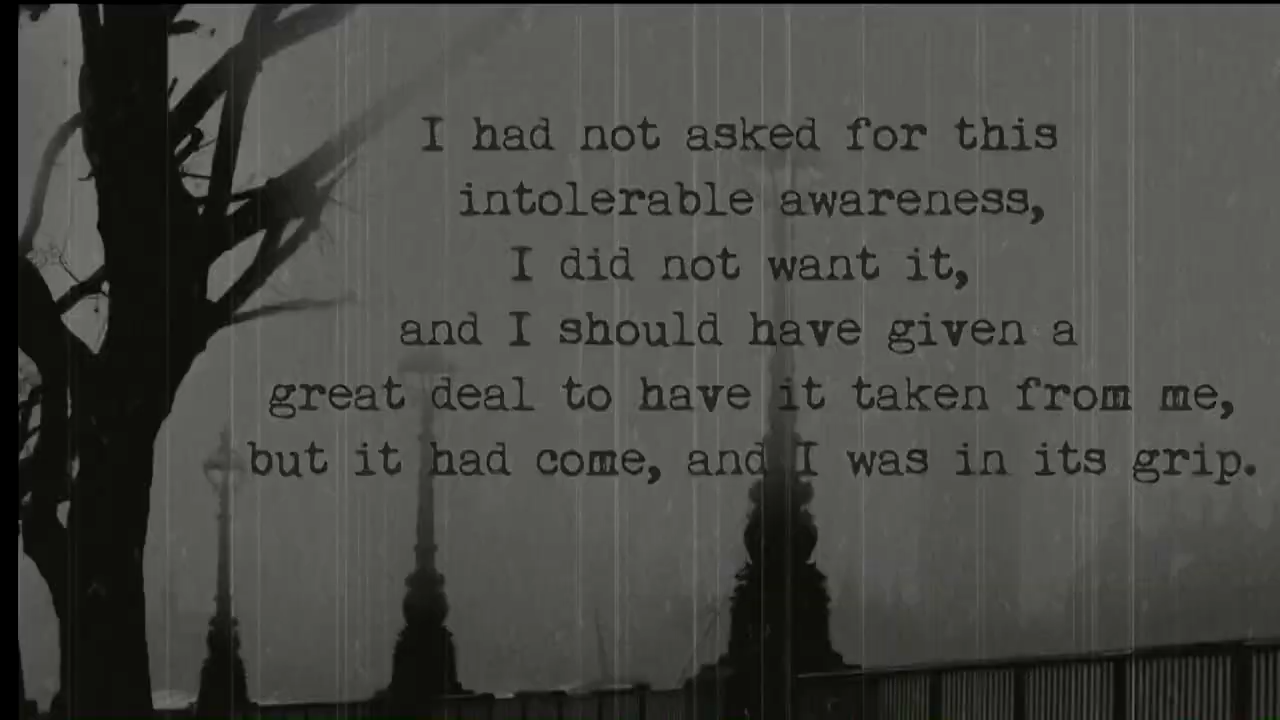 I had not asked for this
intolerable awareness,
I did not want it,
and I should have given a
great deal to have it taken from me,
but it had come, and I was in its grip.